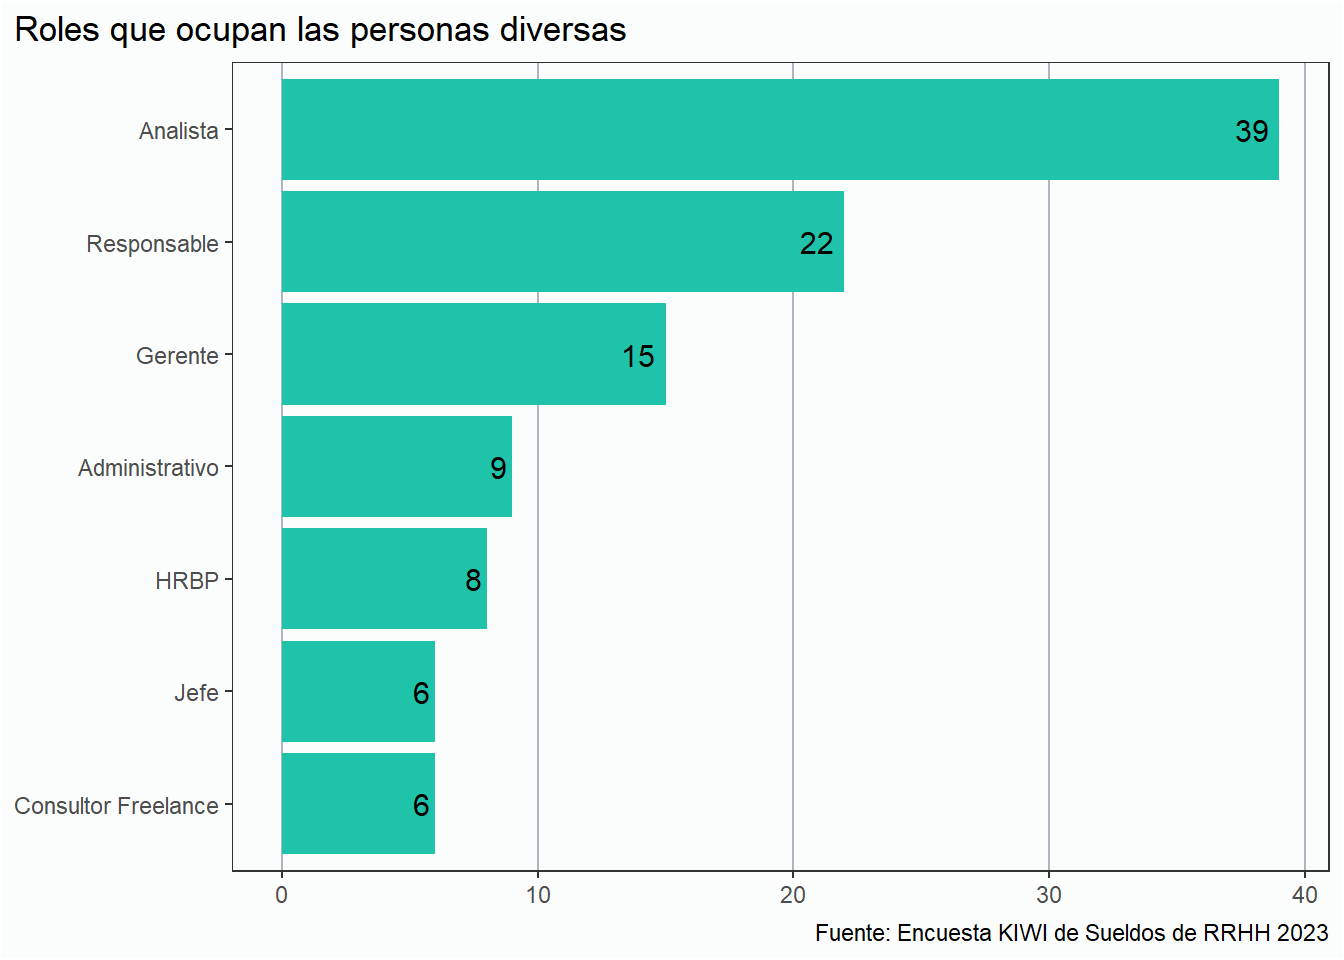 Roles que ocupan las personas diversas
Analista
39
Responsable
22
Gerente
15
Administrativo
9
HRBP
8
Jefe
6
Consultor Freelance
6
0 10 20 30 40
Fuente: Encuesta KIWI de Sueldos de RRHH 2023